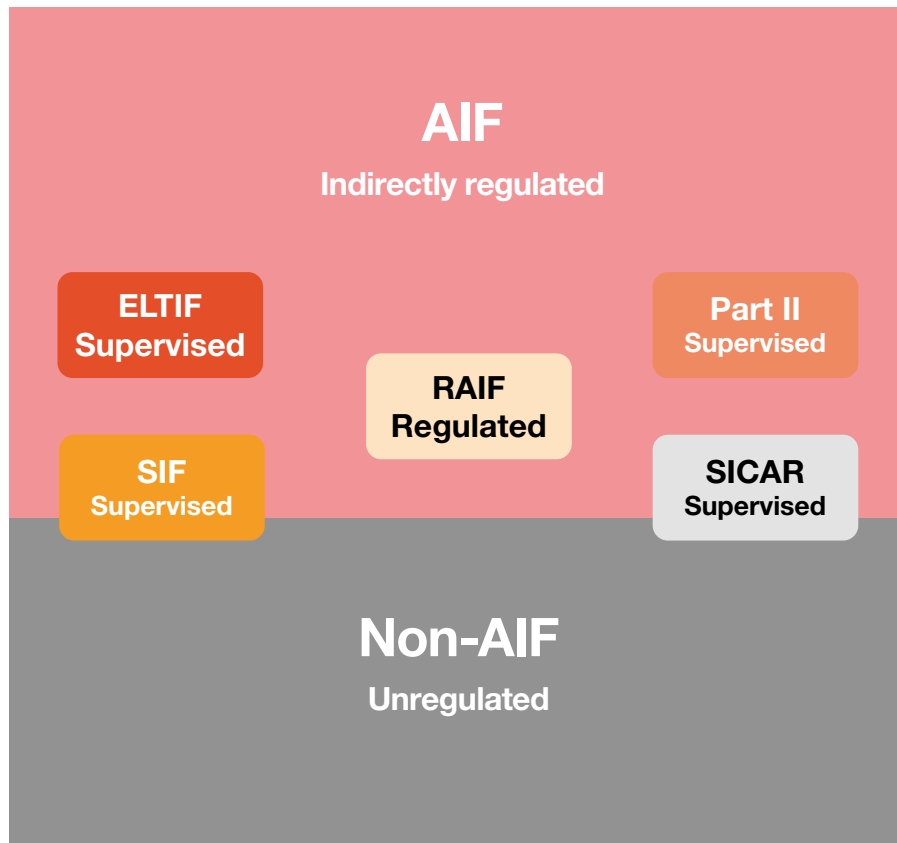 AIF
Indirectly regulated
ELTIF
Supervised
Part II
Supervised
RAIF
Regulated
SIF
Supervised
SICAR
Supervised
Non-AIF
Unregulated